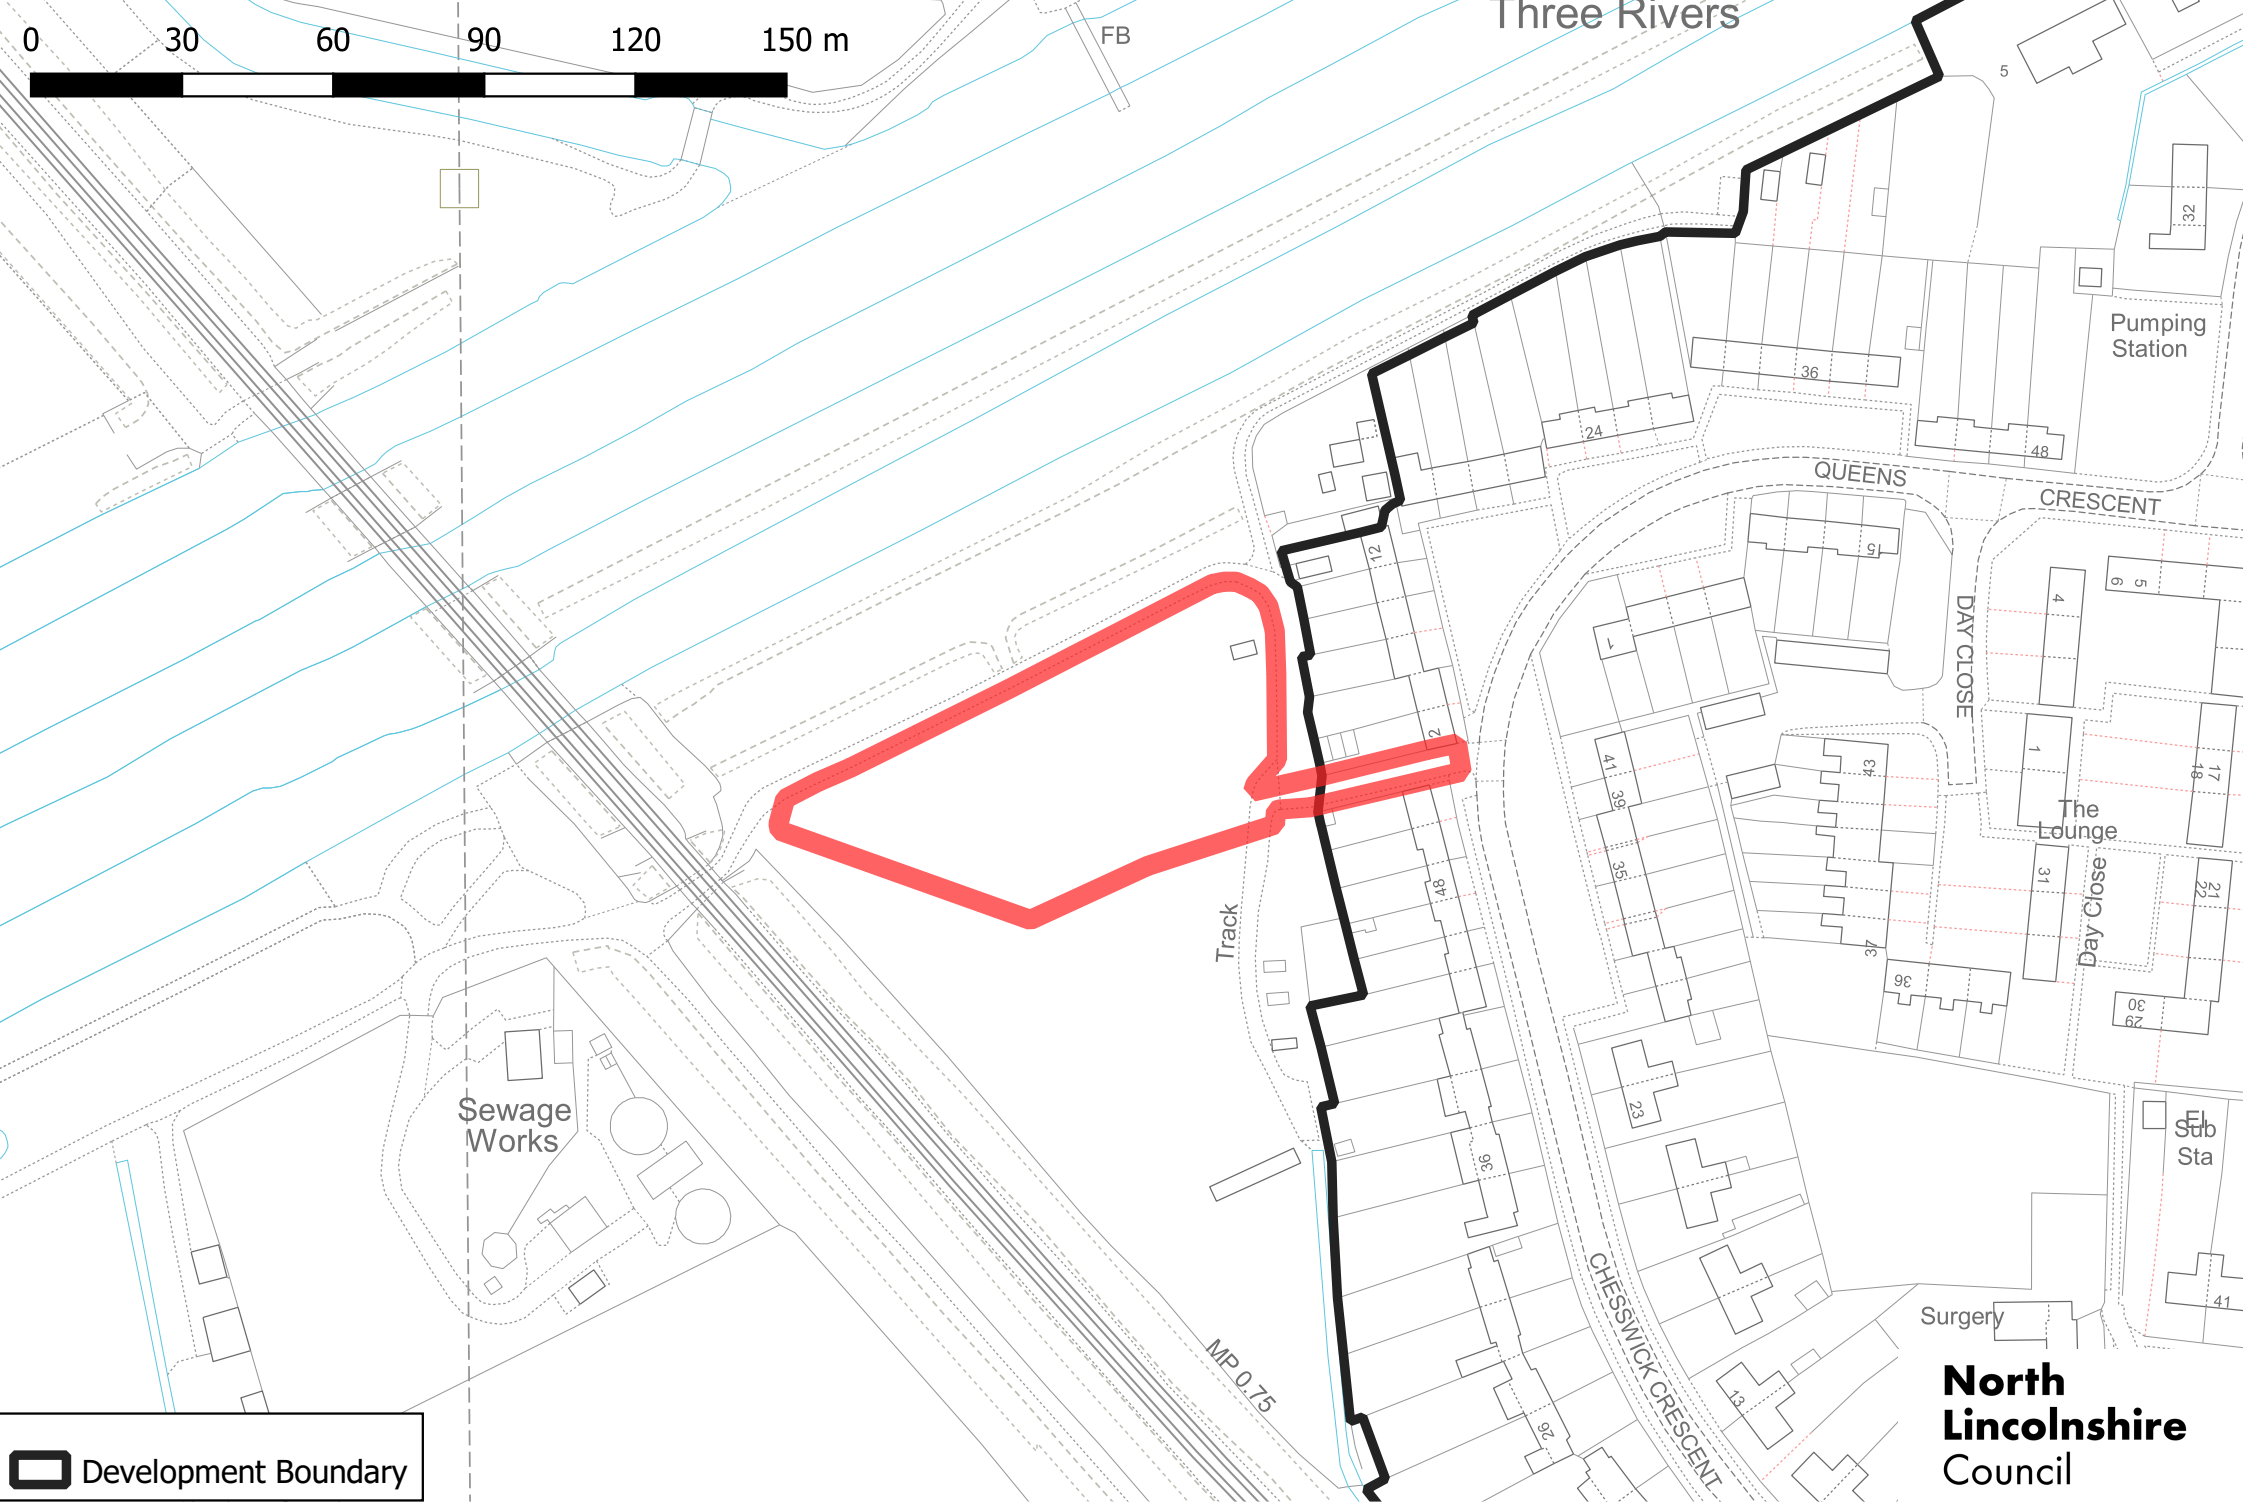 Three Rivers
0 30 60 90 120 150 m
FB
5
32
Pumping
Station
36
24
48
QUEENS
CRESCENT
12
15
DAY CLOSE
4
6 5
1
2
41
39
35
43
37
1
17
18
The
Lounge
31
Day Close
21
22
48
36
30
29
Track
Sewage
Works
23
El
Sub
Sta
36
41
CHESSWICK CRESCENT
Surgery
MP 0.75
13
26
Development Boundary
North
Lincolnshire
Council